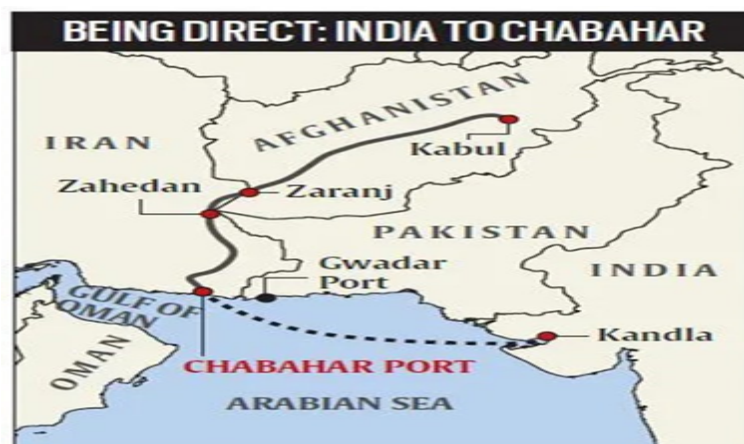 BEING DIRECT: INDIA TO CHABAHAR
AFGHANISTAN
IRAN
Kabul
Zahedan
Zaranj
PAKISTAN
Gwadar
Port
INDIA
GULF OF
OMAN
Kandla
OMAN
CHABAHAR PORT
ARABIAN SEA